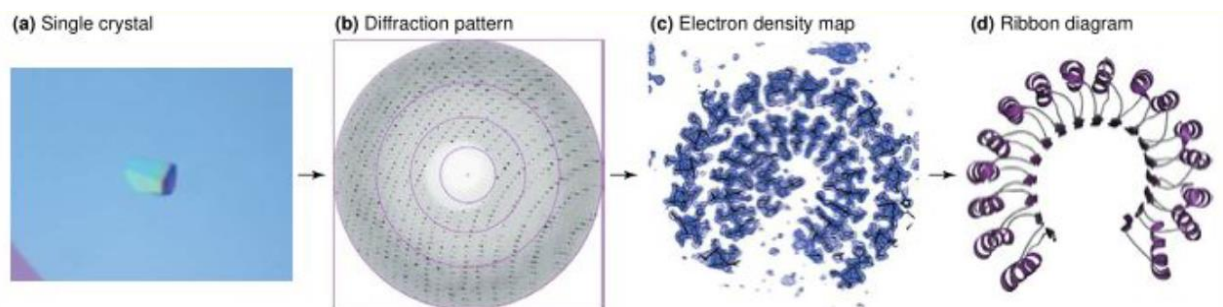 (a) Single crystal
(b) Diffraction pattern
(c) Electron density map
(d) Ribbon diagram